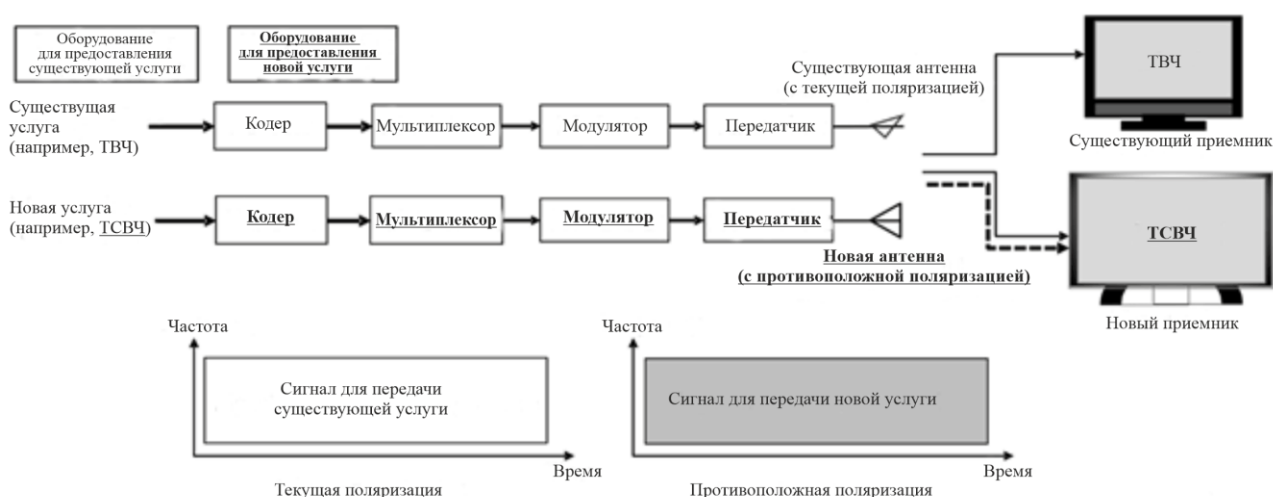 Оборудование
для предоставления
существующей услуги
Оборудование
для предоставления
новой услуги
Существущая
услуга
(например, ТВЧ)
Кодер
Мультиплексор
Модулятор
Передатчик
Существующая антенна
(с текущей поляризацией)
ТВЧ
Существующий приемник
Новая услуга
(например, ТСВЧ)
Кодер
Мультиплексор
Модулятор
Передатчик
Новая антенна
(с противоположной поляризацией)
ТСВЧ
Новый приемник
Частота
Сигнал для передачи
существующей услуги
Время
Текущая поляризация
Частота
Сигнал для передачи новой услуги
Время
Противоположная поляризация